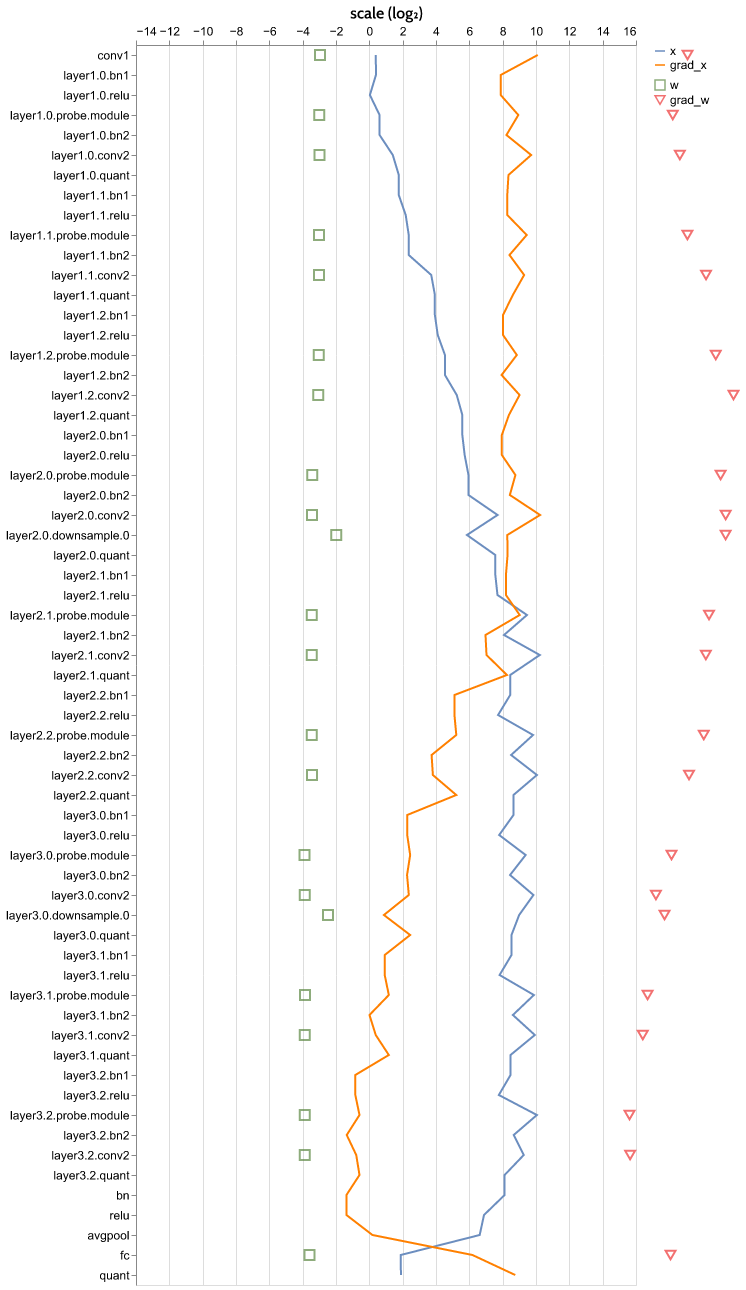 scale (log₂)
−14 −12 −10 −8 −6 −4 −2 0 2 4 6 8 10 12 14 16
x
grad_x
w
grad_w
conv1
layer1.0.bn1
layer1.0.relu
layer1.0.probe.module
layer1.0.bn2
layer1.0.conv2
layer1.0.quant
layer1.1.bn1
layer1.1.relu
layer1.1.probe.module
layer1.1.bn2
layer1.1.conv2
layer1.1.quant
layer1.2.bn1
layer1.2.relu
layer1.2.probe.module
layer1.2.bn2
layer1.2.conv2
layer1.2.quant
layer2.0.bn1
layer2.0.relu
layer2.0.probe.module
layer2.0.bn2
layer2.0.conv2
layer2.0.downsample.0
layer2.0.quant
layer2.1.bn1
layer2.1.relu
layer2.1.probe.module
layer2.1.bn2
layer2.1.conv2
layer2.1.quant
layer2.2.bn1
layer2.2.relu
layer2.2.probe.module
layer2.2.bn2
layer2.2.conv2
layer2.2.quant
layer3.0.bn1
layer3.0.relu
layer3.0.probe.module
layer3.0.bn2
layer3.0.conv2
layer3.0.downsample.0
layer3.0.quant
layer3.1.bn1
layer3.1.relu
layer3.1.probe.module
layer3.1.bn2
layer3.1.conv2
layer3.1.quant
layer3.2.bn1
layer3.2.relu
layer3.2.probe.module
layer3.2.bn2
layer3.2.conv2
layer3.2.quant
bn
relu
avgpool
fc
quant